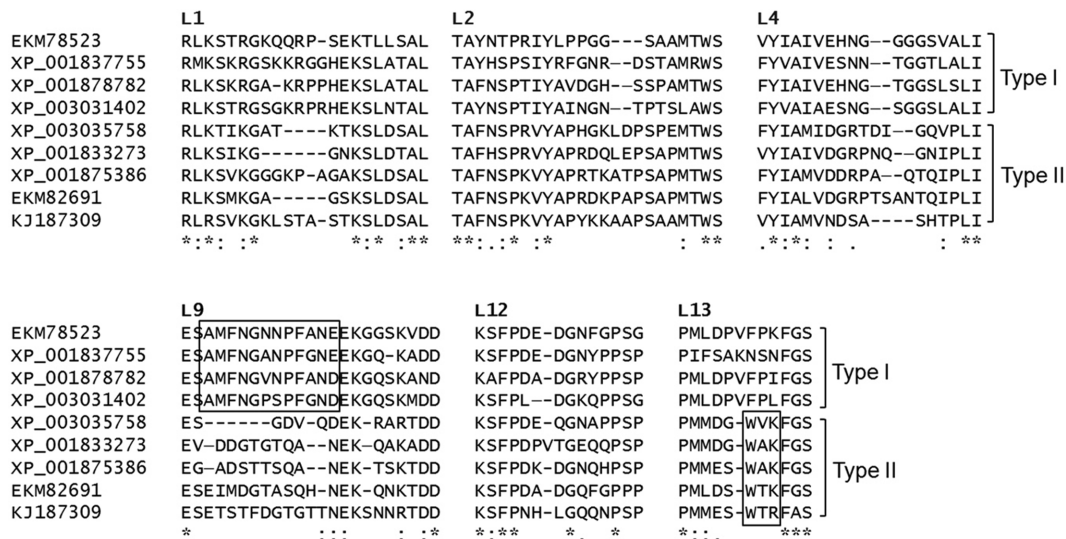 L1 L2 L4
EKM78523 RLKSTRGKQQRP-SEKTLLSAL TAYNTPRIYLPPGG---SAAMTWS VYIAIVEHNG--GGGSVALI
XP_001837755 RMKSKRGSKKRGGHEKSLATAL TAYHSPSIYRFGNR--DSTAMRWS FYVAIVESNN--TGGTLALI
XP_001878782 RLKSKRGA-KRPPHEKSLATAL TAFNSPTIYAVDGH--SSPAMTWS FYIAIVEHNG--TGGSLSLI
XP_003031402 RLKSTRGSGKRPRHEKSLNTAL TAYNSPTIYAINGN--TPTSLAWS FYVAIAESNG--SGGSLALI
Type I
XP_003035758 RLKTIKGAT----KTKSLDSAL TAFNSPRVYAPHGKLDPSPEMTWS FYIAMIDGRTDI--GQVPLI
XP_001833273 RLKSIKG------GNKSLDTAL TAFHSPRVYAPRDQLEPSAPMTWS VYIAIVDGRPNQ--GNIPLI
XP_001875386 RLKSVKGGGKP-AGAKSLDSAL TAFNSPKVYAPRTKATPSAPMTWS FYIAMVDDRPA--QTQIPLI
EKM82691 RLKSMKGA----GSKSLDSAL TAFNSPKVYAPRDKPAPSAPMTWS FYIALVDGRPTSANTQIPLI
KJ187309 RLRSVKGKLSTA-STKSLDSAL TAFNSPKVYAPYKKAAPSAAMTWS VYIAMVNDSA----SHTPLI
Type II
*:*: :* *:* :** **:.:* :* : ** .*:*: : . : **
L9 L12 L13
EKM78523 ESAMFNGNNPFANEEKGGSKVDD KSFPDE-DGNFGPSG PMLDPVFPKFGS
XP_001837755 ESAMFNGANPFGNEEKGQ-KADD KSFPDE-DGNYPPSP PIFSAKNSNFGS
XP_001878782 ESAMFNGVNPFANDEKGQSKAND KAFPDA-DGRYPPSP PMLDPVFPIFGS
XP_003031402 ESAMFNGPSPFGNDEKGQSKMDD KSFPL--DGKQPPSG PMLDPVFPLFGS
Type I
XP_003035758 ES------GDV-QDEK-RARTDD KSFPDE-QGNAPPSP PMMDG-WVKFGS
XP_001833273 EV-DDGTGTQA--NEK-QAKADD KSFPDPVTGEQPPSP PMMDG-WAKFGS
XP_001875386 EG-ADSTTSQA--NEK-TSKTDD KSFPDK-DGNQHPSP PMMES-WAKFGS
EKM82691 ESEIMDGTASQH-NEK-QNKTDD KSFPDA-DGQFGPPP PMLDS-WTKFGS
KJ187309 ESETSTFDGTGTTNEKSNNRTDD KSFPNH-LGQQNPSP PMMES-WTRFAS
Type II
* ::: : :* *:** * * *:: ***